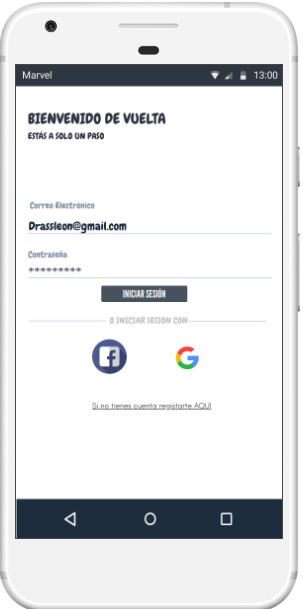 Marvel 13:00
BIENVENIDO DE VUELTA
ESTÁS A SOLO UN PASO
Correo Electrónico
Drassleon@gmail.com
Contraseña
*********
INICIAR SESIÓN
O INICIAR SESIÓN CON
Si no tienes cuenta registarte AQUI